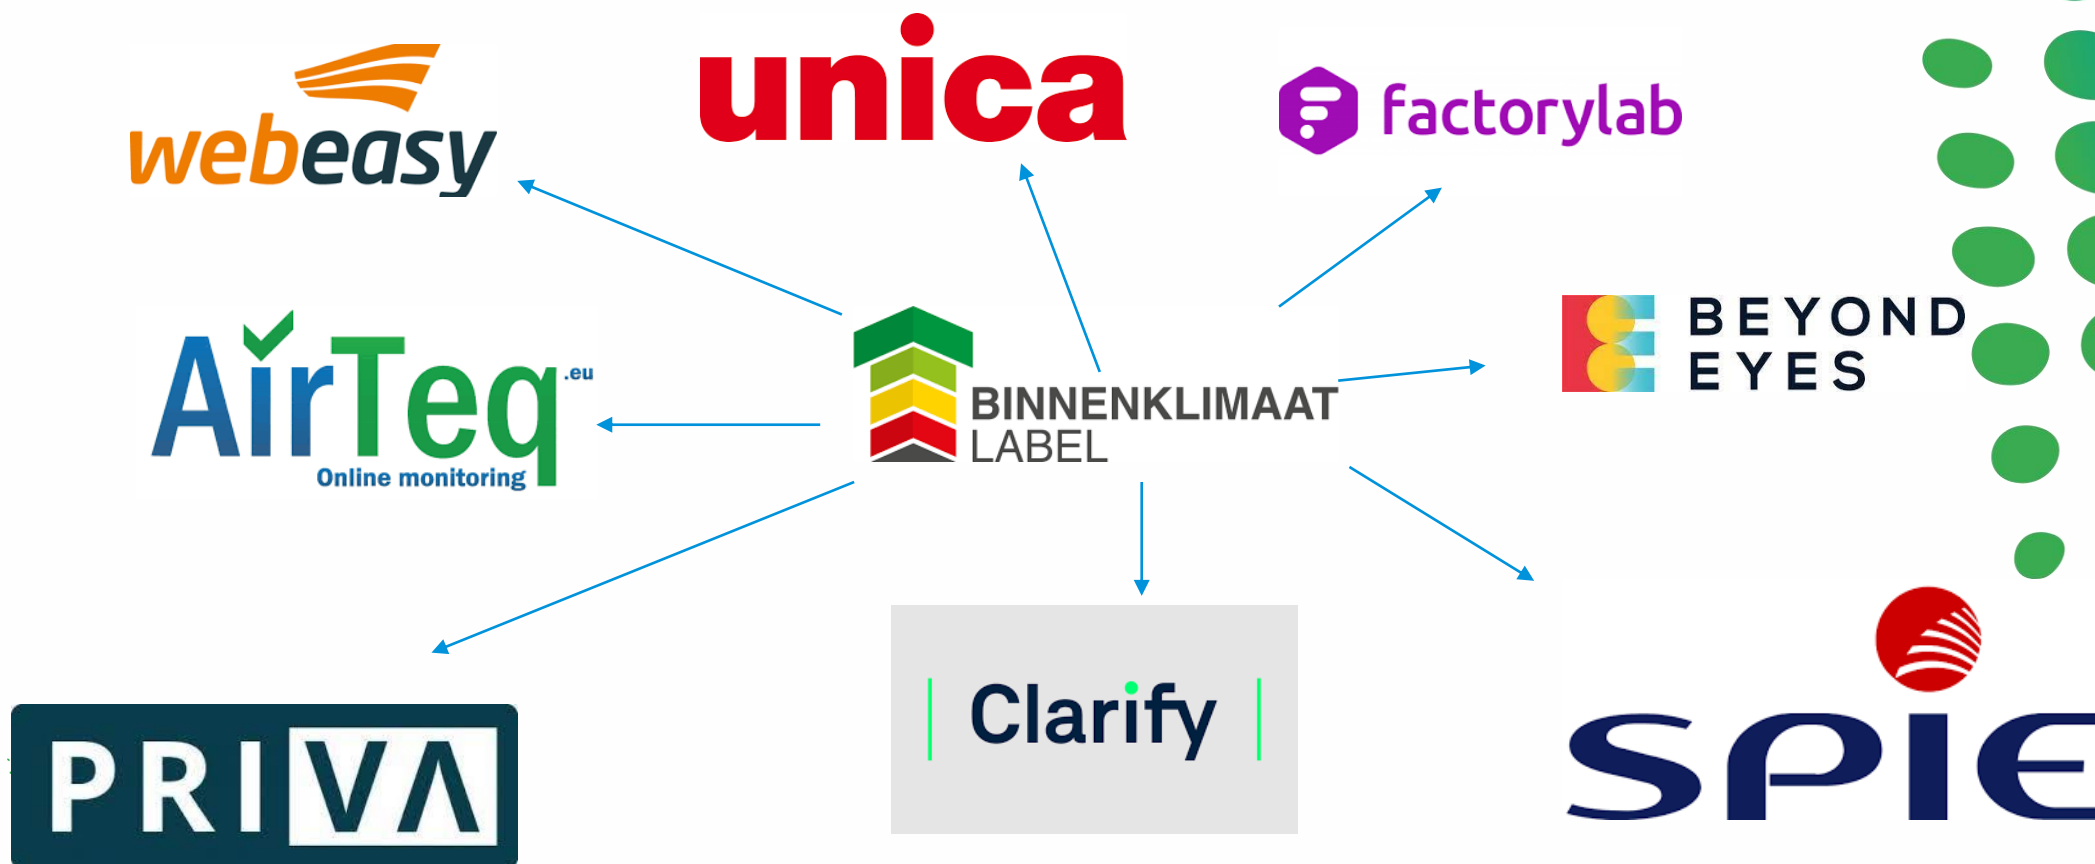 webeasy
unica
factorylab
AirTeq.eu
Online monitoring
BINNENKLIMAAT
LABEL
BEYOND
EYES
PRIVA
Clarify
SPIE